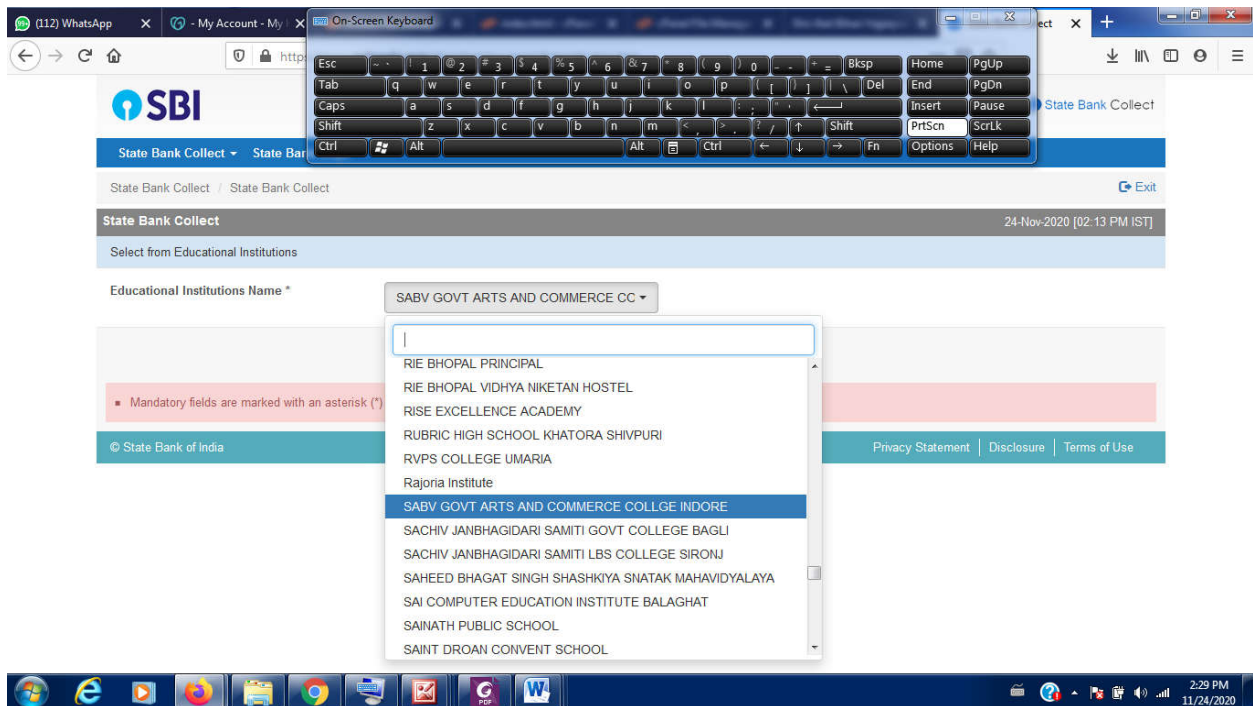 (112) WhatsApp
- My Account - My
On-Screen Keyboard
ect
http
Esc ~ ` ! 1 @ 2 # 3 $ 4 % 5 ^ 6 & 7 * 8 ( 9 ) 0 _ - + = Bksp Home PgUp
Tab q w e r t y u i o p { [ } ] | \ Del End PgDn
Caps a s d f g h j k l : ; " ' Insert Pause
Shift z x c v b n m < , > . ? / ↑ Shift PrtScn ScrLk
Ctrl Alt Alt Ctrl ← ↓ → Fn Options Help
SBI
State Bank Collect
State Bank Collect State Ban
State Bank Collect / State Bank Collect
Exit
State Bank Collect
24-Nov-2020 [02:13 PM IST]
Select from Educational Institutions
Educational Institutions Name *
SABV GOVT ARTS AND COMMERCE CC
RIE BHOPAL PRINCIPAL
RIE BHOPAL VIDHYA NIKETAN HOSTEL
RISE EXCELLENCE ACADEMY
RUBRIC HIGH SCHOOL KHATORA SHIVPURI
RVPS COLLEGE UMARIA
Rajoria Institute
SABV GOVT ARTS AND COMMERCE COLLGE INDORE
SACHIV JANBHAGIDARI SAMITI GOVT COLLEGE BAGLI
SACHIV JANBHAGIDARI SAMITI LBS COLLEGE SIRONJ
SAHEED BHAGAT SINGH SHASHKIYA SNATAK MAHAVIDYALAYA
SAI COMPUTER EDUCATION INSTITUTE BALAGHAT
SAINATH PUBLIC SCHOOL
SAINT DROAN CONVENT SCHOOL
Mandatory fields are marked with an asterisk (*)
© State Bank of India
Privacy Statement | Disclosure | Terms of Use
2:29 PM
11/24/2020